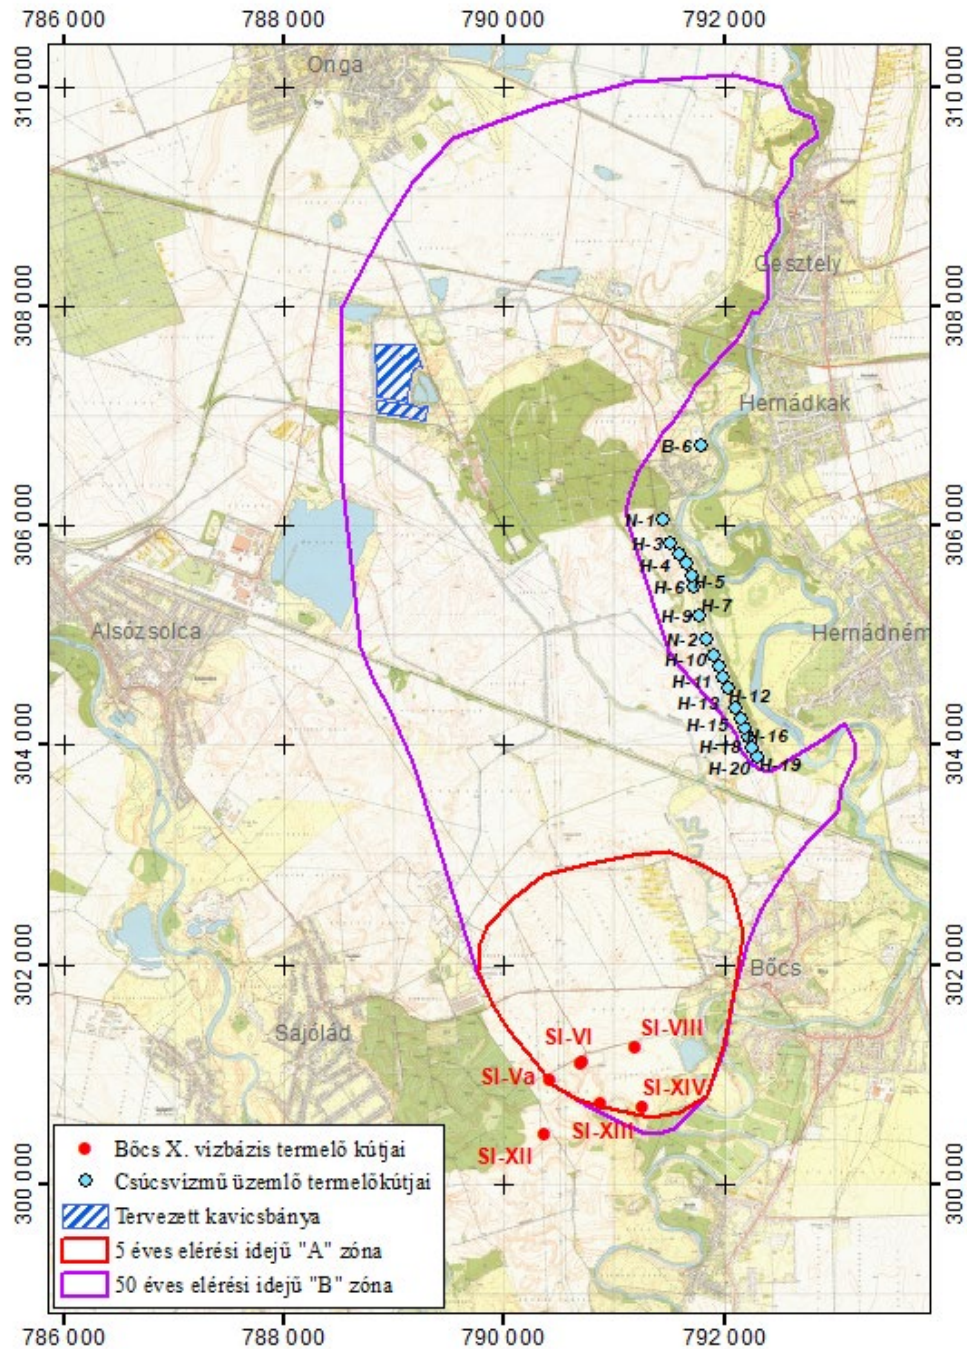 786 000 788 000 790 000 792 000
310 000
310 000
Onga
Gesztely
308 000
308 000
Hernádkak
B-6
306 000
306 000
N-1
H-3
H-4
H-5
H-6
H-7
H-9
Alsózsolca
Hernádném
N-2
H-10
H-11
H-12
H-13
H-15
H-16
304 000
304 000
H-18
H-19
H-20
302 000
302 000
Bőcs
Sajólád
SI-VI
SI-VIII
SI-Va
SI-XIV
SI-XIII
SI-XII
Bőcs X. vízbázis termelő kútjai
Csúcsvízmű üzemlő termelőkútjai
300 000
300 000
Tervezett kavicsbánya
5 éves elérési idejű "A" zóna
50 éves elérési idejű "B" zóna
786 000 788 000 790 000 792 000